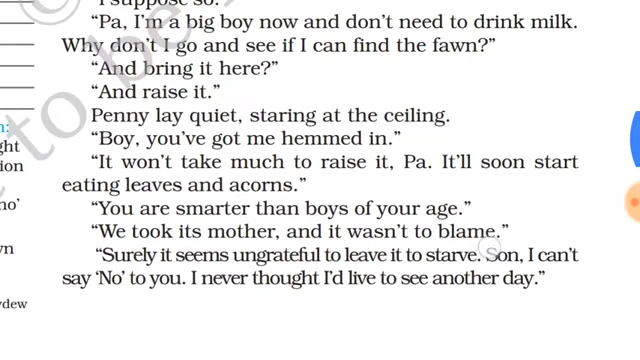 "I suppose so."
"Pa, I'm a big boy now and don't need to drink milk.
Why don't I go and see if I can find the fawn?"
"And bring it here?"
"And raise it."
Penny lay quiet, staring at the ceiling.
"Boy, you've got me hemmed in."
"It won't take much to raise it, Pa. It'll soon start
eating leaves and acorns."
"You are smarter than boys of your age."
"We took its mother, and it wasn't to blame."
"Surely it seems ungrateful to leave it to starve. Son, I can't
say 'No' to you. I never thought I'd live to see another day."
to be